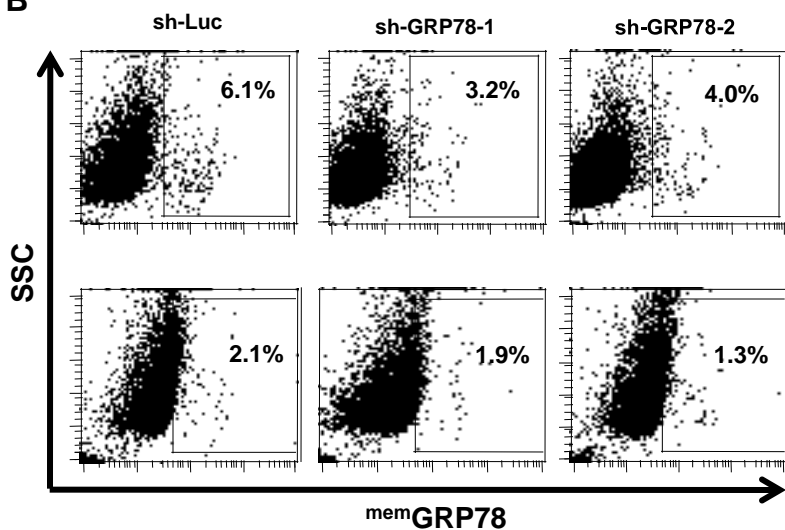 B
sh-Luc sh-GRP78-1 sh-GRP78-2
6.1% 3.2% 4.0%
SSC
2.1% 1.9% 1.3%
memGRP78